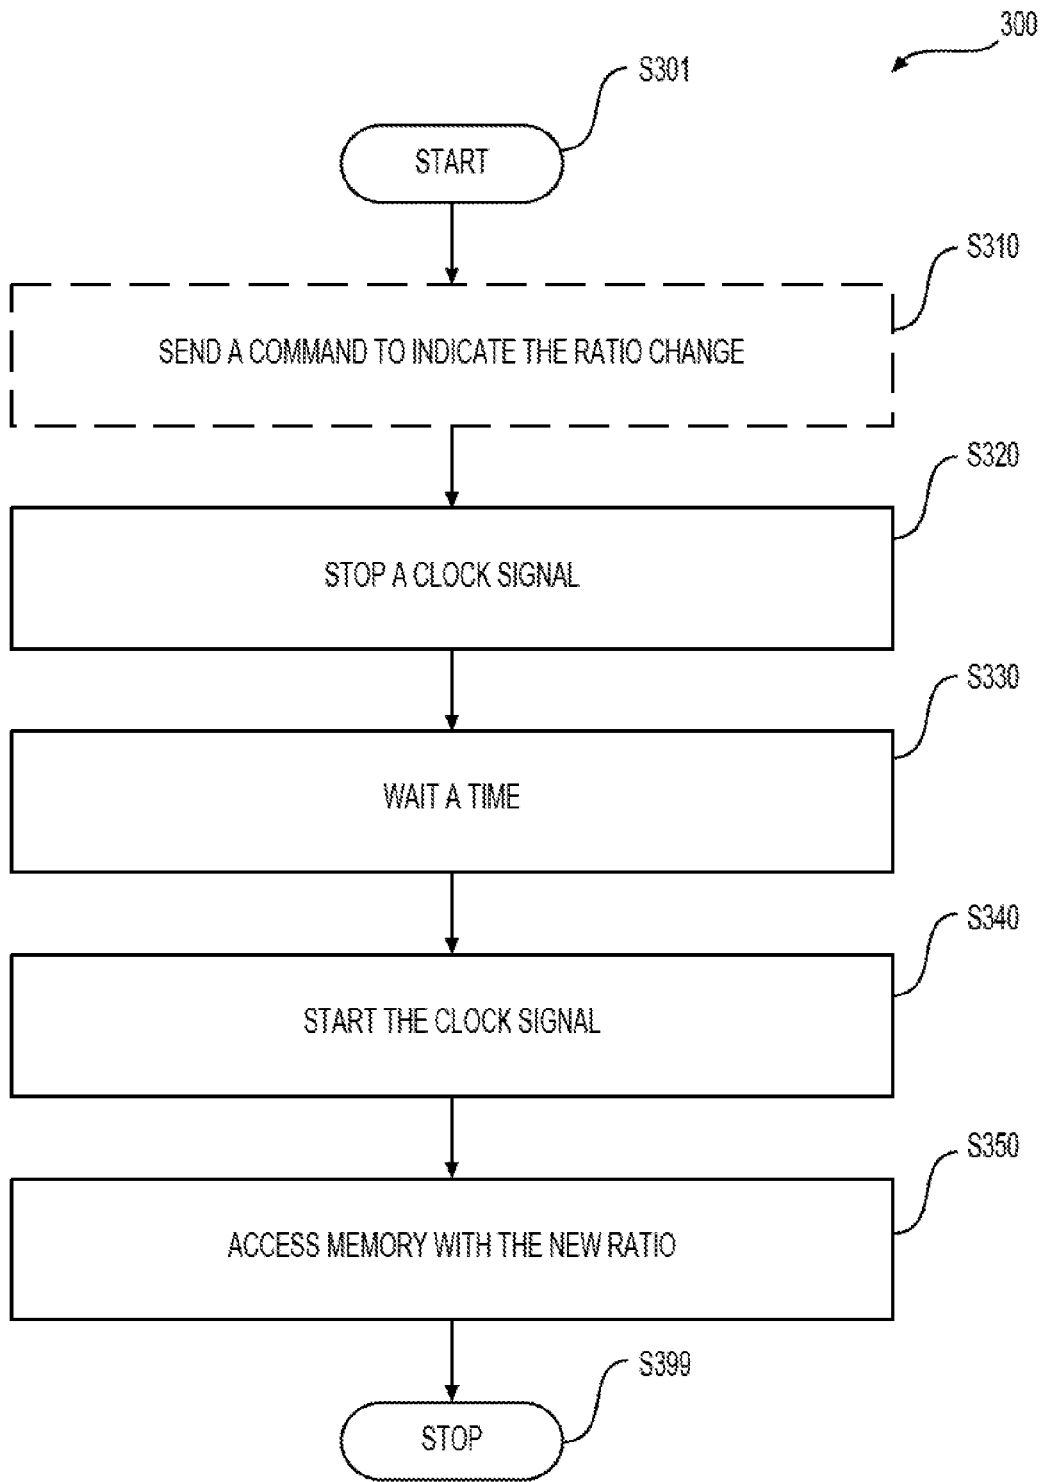 300
S301
START
S310
SEND A COMMAND TO INDICATE THE RATIO CHANGE
S320
STOP A CLOCK SIGNAL
S330
WAIT A TIME
S340
START THE CLOCK SIGNAL
S350
ACCESS MEMORY WITH THE NEW RATIO
S399
STOP